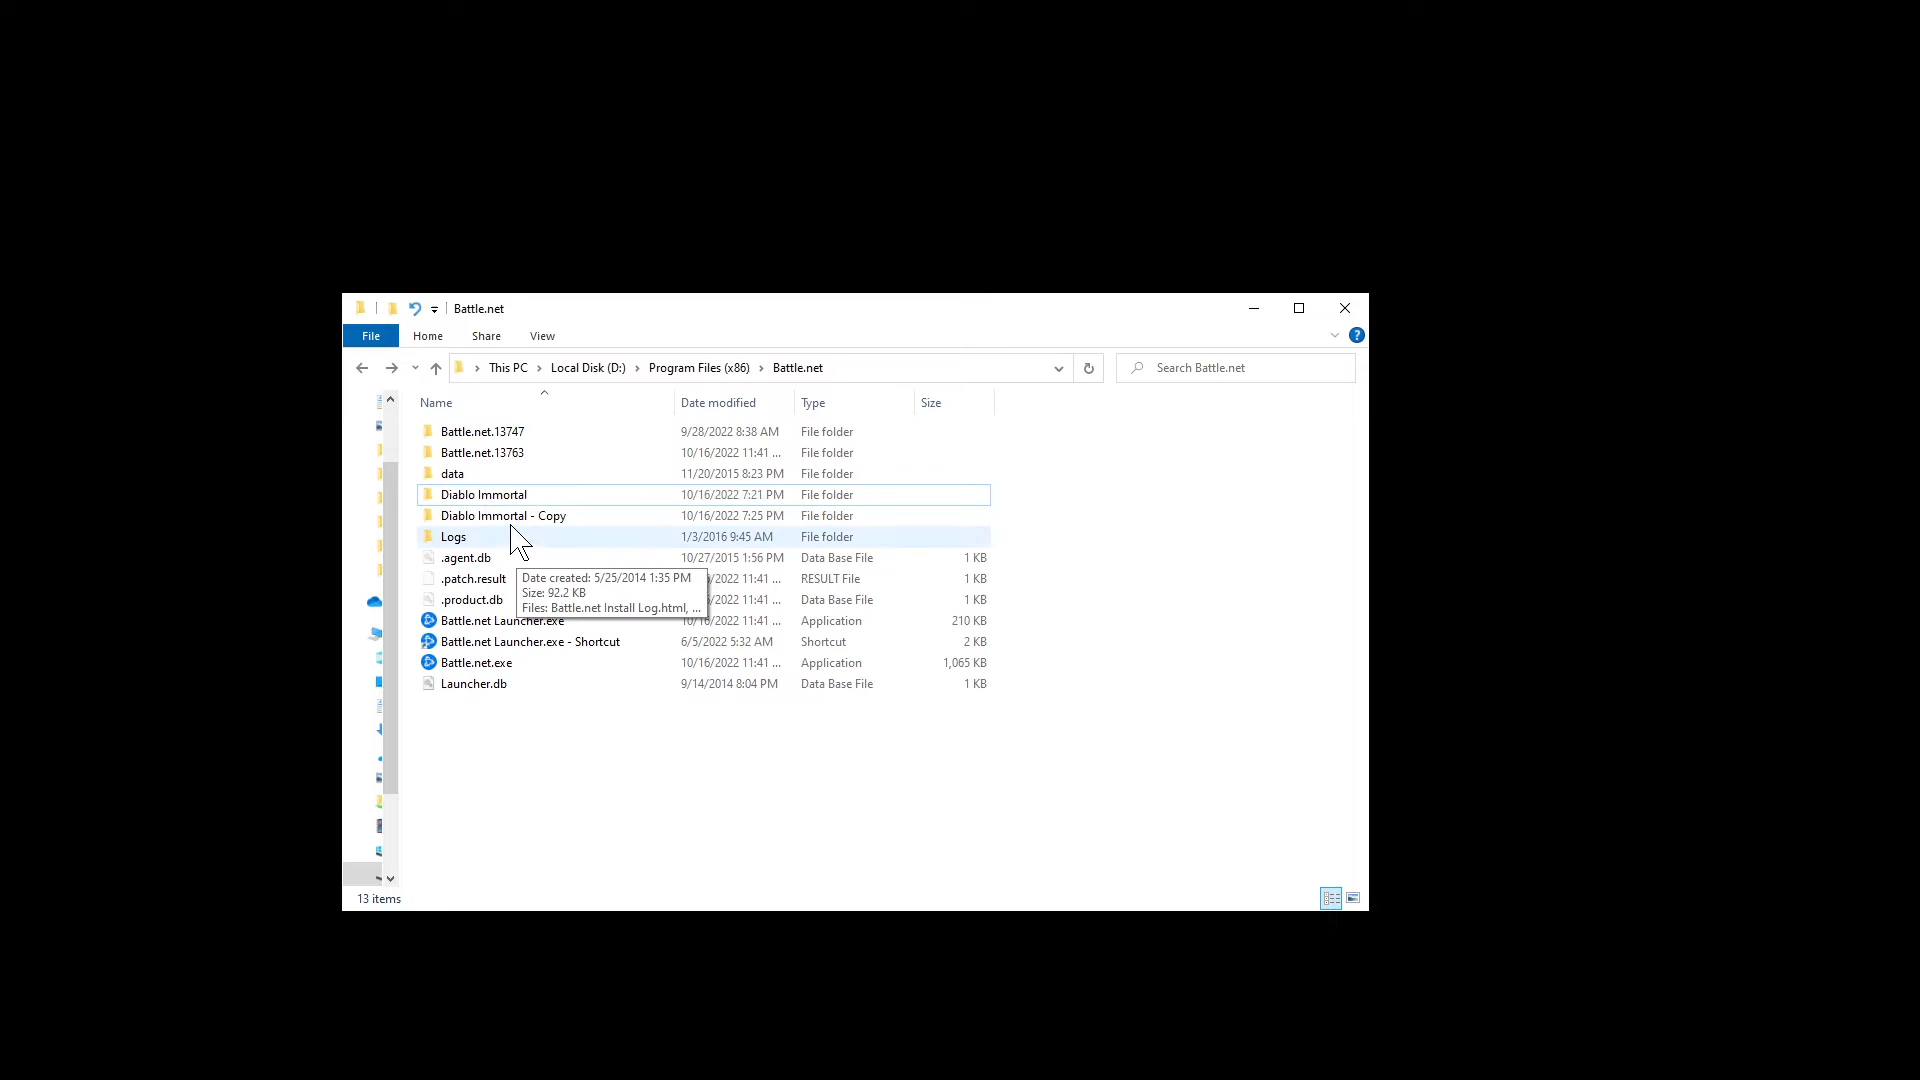 Battle.net
File Home Share View
This PC Local Disk (D:) Program Files (x86) Battle.net Search Battle.net
Name Date modified Type Size
Battle.net.13747 9/28/2022 8:38 AM File folder
Battle.net.13763 10/16/2022 11:41 ... File folder
data 11/20/2015 8:23 PM File folder
Diablo Immortal 10/16/2022 7:21 PM File folder
Diablo Immortal - Copy 10/16/2022 7:25 PM File folder
Logs 1/3/2016 9:45 AM File folder
.agent.db 10/27/2015 1:56 PM Data Base File 1 KB
.patch.result /2022 11:41 ... RESULT File 1 KB
.product.db /2022 11:41 ... Data Base File 1 KB
Date created: 5/25/2014 1:35 PM
Size: 92.2 KB
Files: Battle.net Install Log.html, ...
Battle.net Launcher.exe 10/16/2022 11:41 ... Application 210 KB
Battle.net Launcher.exe - Shortcut 6/5/2022 5:32 AM Shortcut 2 KB
Battle.net.exe 10/16/2022 11:41 ... Application 1,065 KB
Launcher.db 9/14/2014 8:04 PM Data Base File 1 KB
13 items